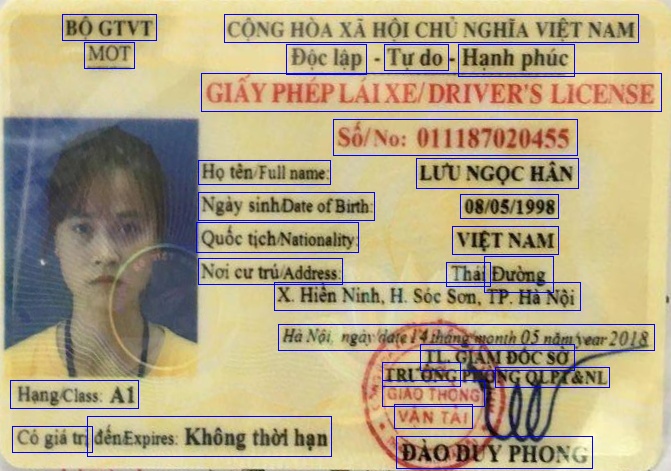 BỘ GTVT
MOT
CỘNG HÒA XÃ HỘI CHỦ NGHĨA VIỆT NAM
Độc lập - Tự do - Hạnh phúc
GIẤY PHÉP LÁI XE/ DRIVER'S LICENSE
Số/No: 011187020455
Họ tên/Full name: LƯU NGỌC HÂN
Ngày sinh/Date of Birth: 08/05/1998
Quốc tịch/Nationality: VIỆT NAM
Nơi cư trú/Address: Thái Đường
X. Hiền Ninh, H. Sóc Sơn, TP. Hà Nội
Hà Nội, ngày/date 14 tháng/month 05 năm/year 2018
TL. GIÁM ĐỐC SỞ
TRƯỞNG PHÒNG QLPT&NL
GIAO THÔNG
VẬN TẢI
ĐÀO DUY PHONG
Hạng/Class: A1
Có giá trị đến/Expires: Không thời hạn